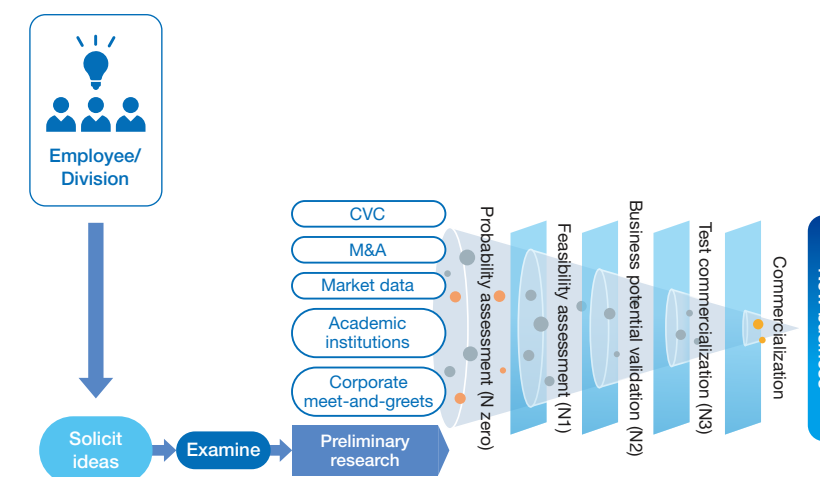 Employee/
Division
CVC
M&A
Market data
Academic
institutions
Corporate
meet-and-greets
Solicit
ideas
Examine
Preliminary
research
Probability assessment (N zero)
Feasibility assessment (N1)
Business potential validation (N2)
Test commercialization (N3)
Commercialization